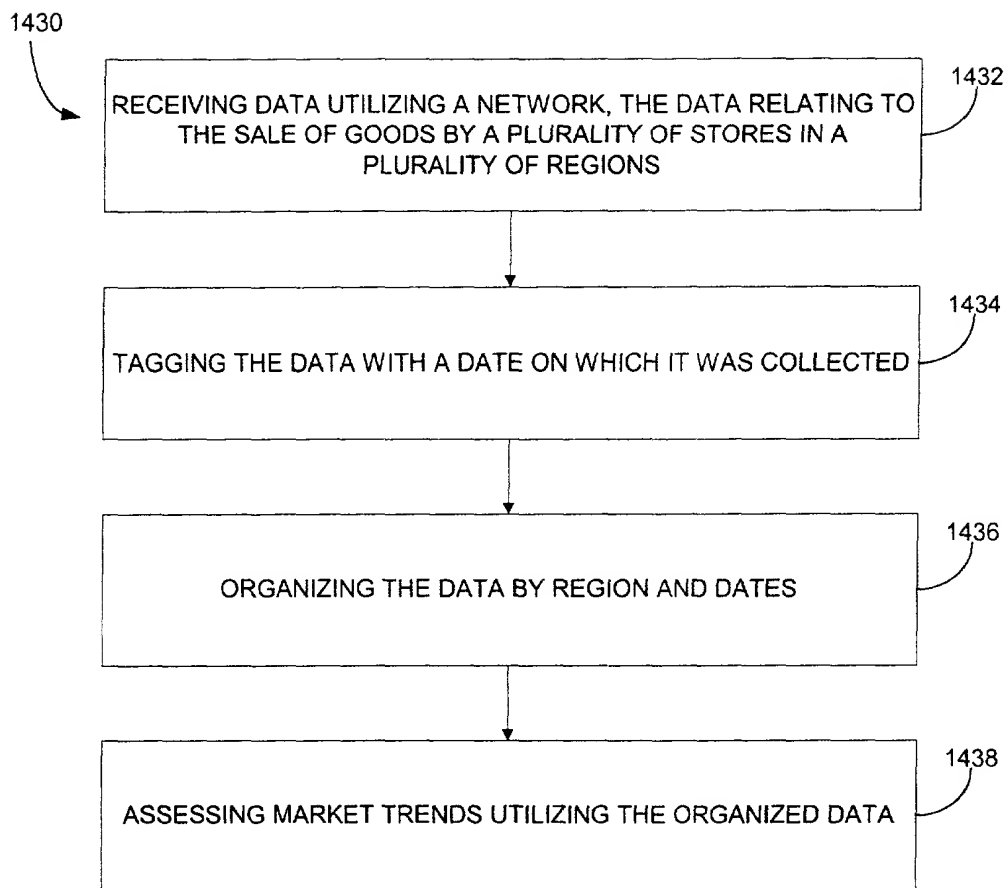 1430
1432
RECEIVING DATA UTILIZING A NETWORK, THE DATA RELATING TO
THE SALE OF GOODS BY A PLURALITY OF STORES IN A
PLURALITY OF REGIONS
1434
TAGGING THE DATA WITH A DATE ON WHICH IT WAS COLLECTED
1436
ORGANIZING THE DATA BY REGION AND DATES
1438
ASSESSING MARKET TRENDS UTILIZING THE ORGANIZED DATA